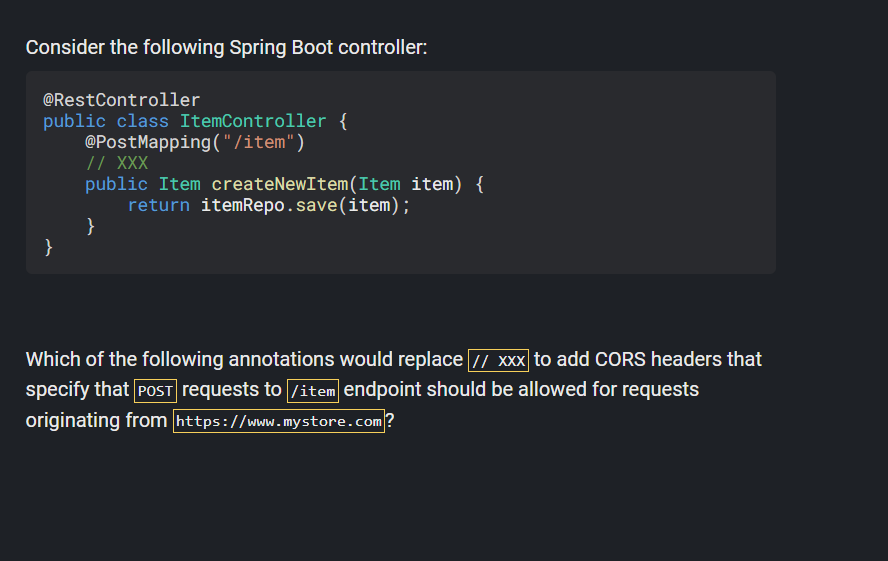 Consider the following Spring Boot controller:
@RestController
public class ItemController {
    @PostMapping("/item")
    // XXX
    public Item createNewItem(Item item) {
        return itemRepo.save(item);
    }
}
Which of the following annotations would replace // XXX to add CORS headers that
specify that POST requests to /item endpoint should be allowed for requests
originating from https://www.mystore.com?